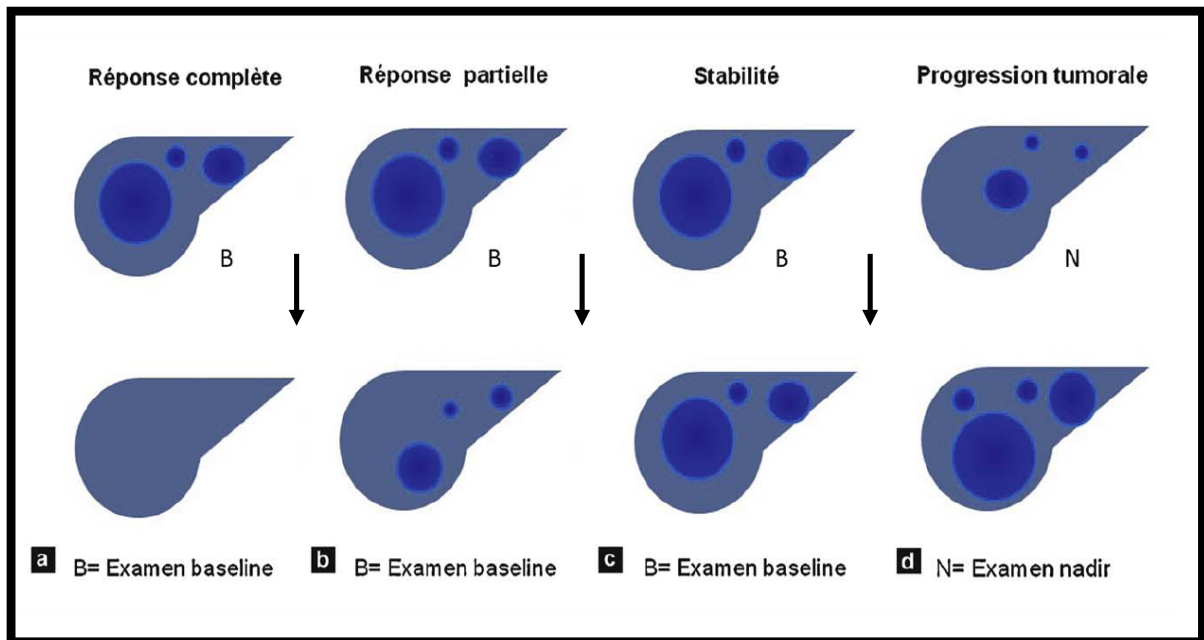 Réponse complète
Réponse partielle
Stabilité
Progression tumorale
B
B
B
N
a B= Examen baseline
b B= Examen baseline
c B= Examen baseline
d N= Examen nadir